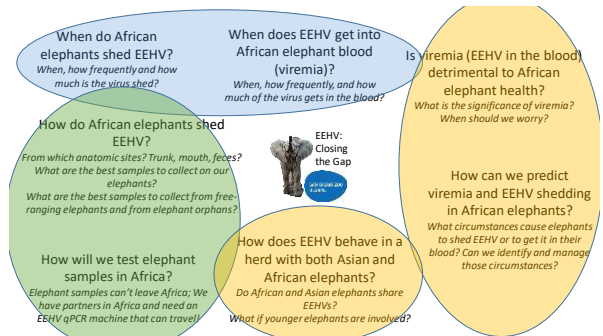 When do African
elephants shed EEHV?
When, how frequently and how
much is the virus shed?
When does EEHV get into
African elephant blood
(viremia)?
When, how frequently, and how
much of the virus gets in the blood?
Is viremia (EEHV in the blood)
detrimental to African
elephant health?
What is the significance of viremia?
When should we worry?
How do African elephants shed
EEHV?
From which anatomic sites? Trunk, mouth, feces?
What are the best samples to collect on our
elephants?
What are the best samples to collect from free-
ranging elephants and from elephant orphans?
EEHV:
Closing
the Gap
SAN DIEGO ZOO
GLOBAL
How can we predict
viremia and EEHV shedding
in African elephants?
What circumstances cause elephants
to shed EEHV or to get it in their
blood? Can we identify and manage
those circumstances?
How will we test elephant
samples in Africa?
Elephant samples can't leave Africa; We
have partners in Africa and need an
EEHV qPCR machine that can travel!
How does EEHV behave in a
herd with both Asian and
African elephants?
Do African and Asian elephants share
EEHVs?
What if younger elephants are involved?